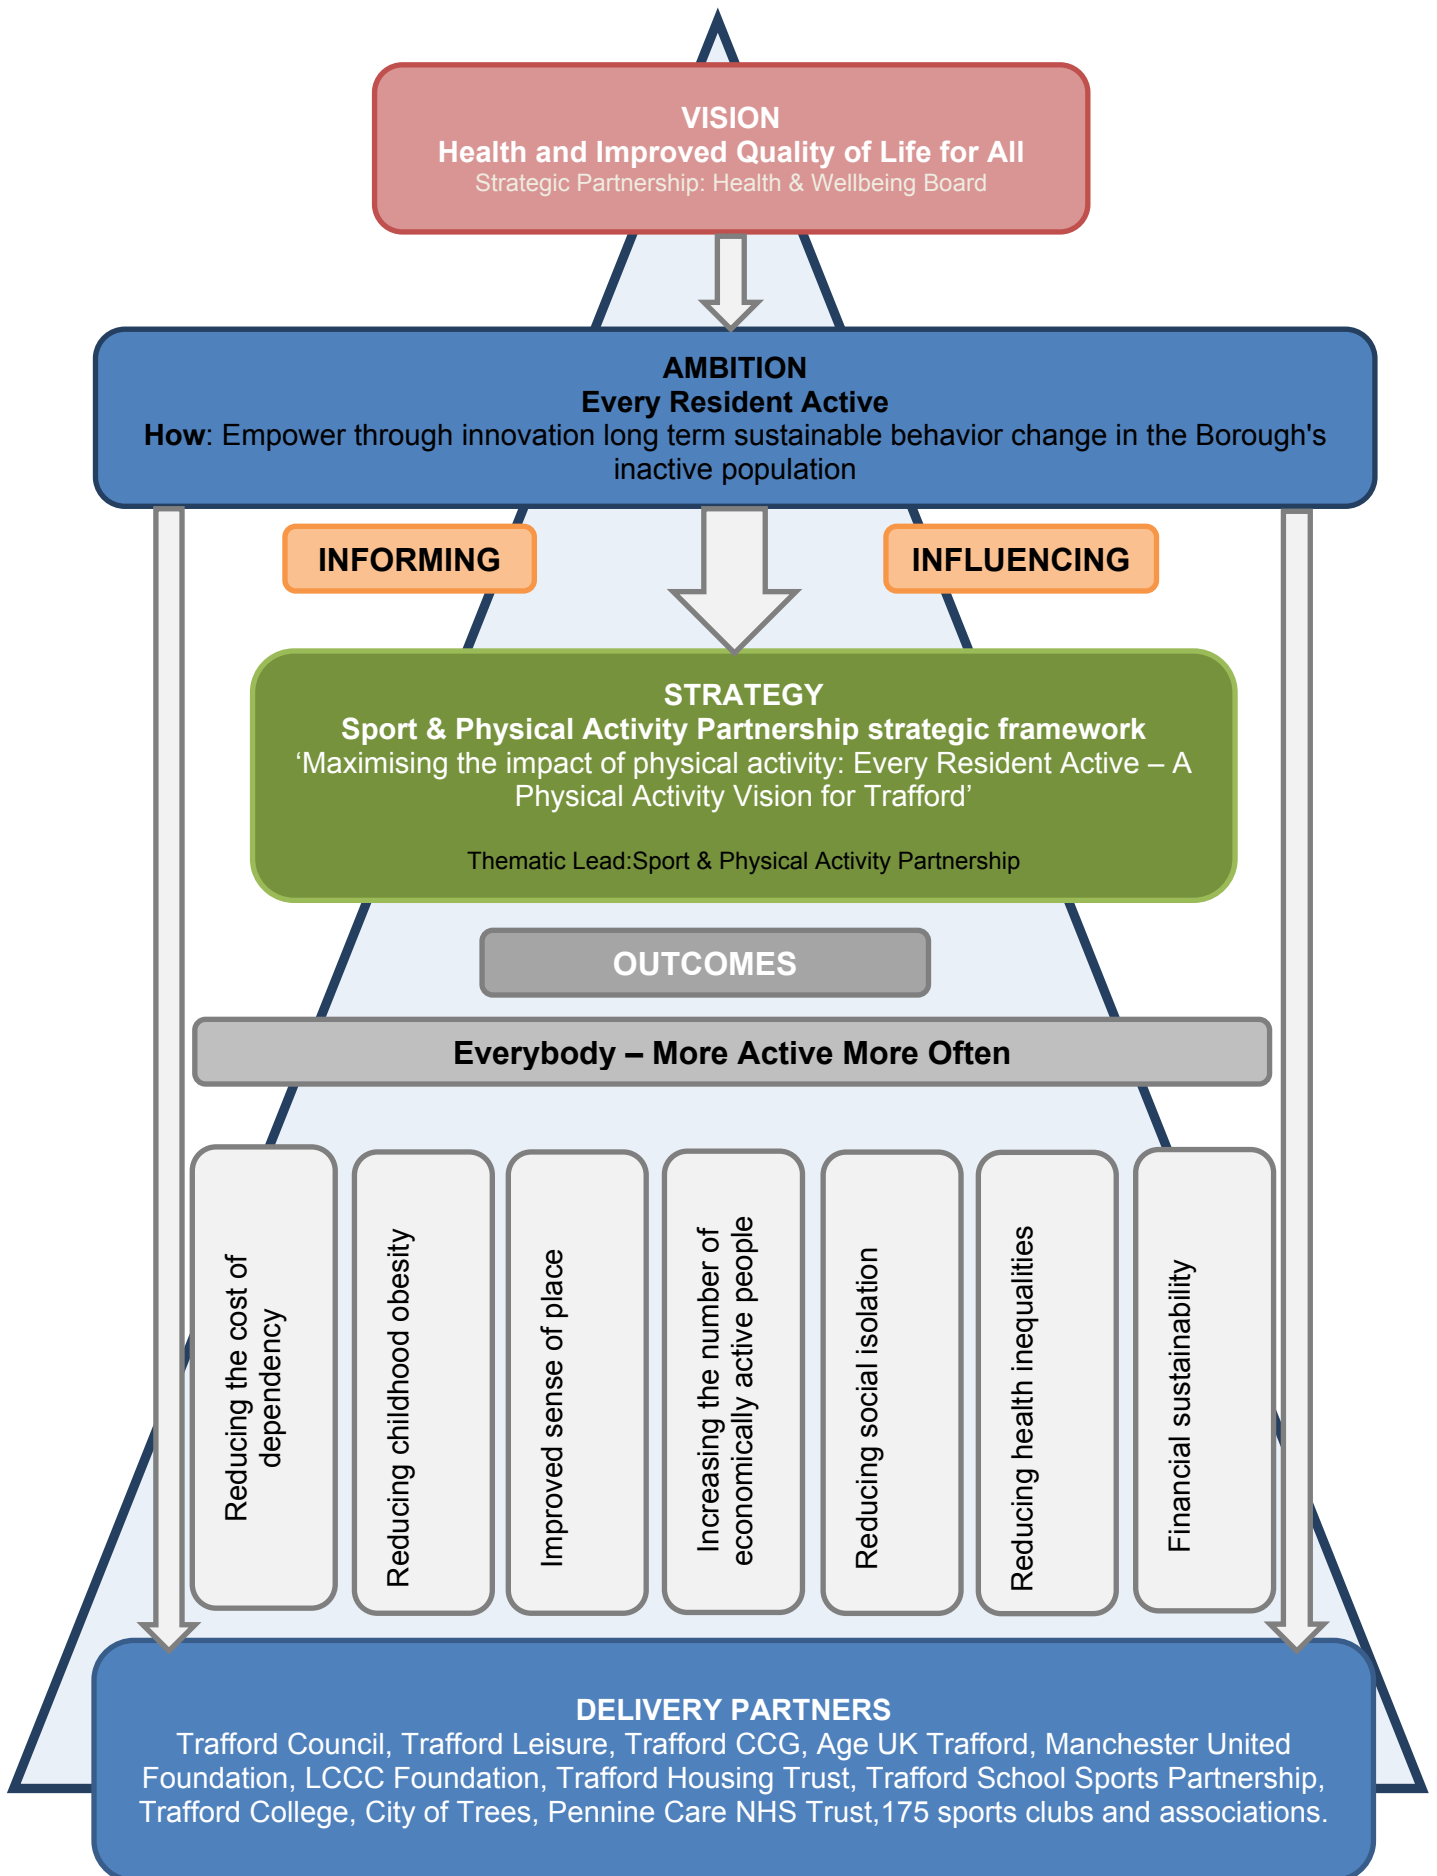 VISION
Health and Improved Quality of Life for All
Strategic Partnership: Health & Wellbeing Board
AMBITION
Every Resident Active
How: Empower through innovation long term sustainable behavior change in the Borough's
inactive population
INFORMING
INFLUENCING
STRATEGY
Sport & Physical Activity Partnership strategic framework
‘Maximising the impact of physical activity: Every Resident Active – A
Physical Activity Vision for Trafford’
Thematic Lead:Sport & Physical Activity Partnership
OUTCOMES
Everybody – More Active More Often
Reducing the cost of
dependency
Reducing childhood obesity
Improved sense of place
Increasing the number of
economically active people
Reducing social isolation
Reducing health inequalities
Financial sustainability
DELIVERY PARTNERS
Trafford Council, Trafford Leisure, Trafford CCG, Age UK Trafford, Manchester United
Foundation, LCCC Foundation, Trafford Housing Trust, Trafford School Sports Partnership,
Trafford College, City of Trees, Pennine Care NHS Trust,175 sports clubs and associations.